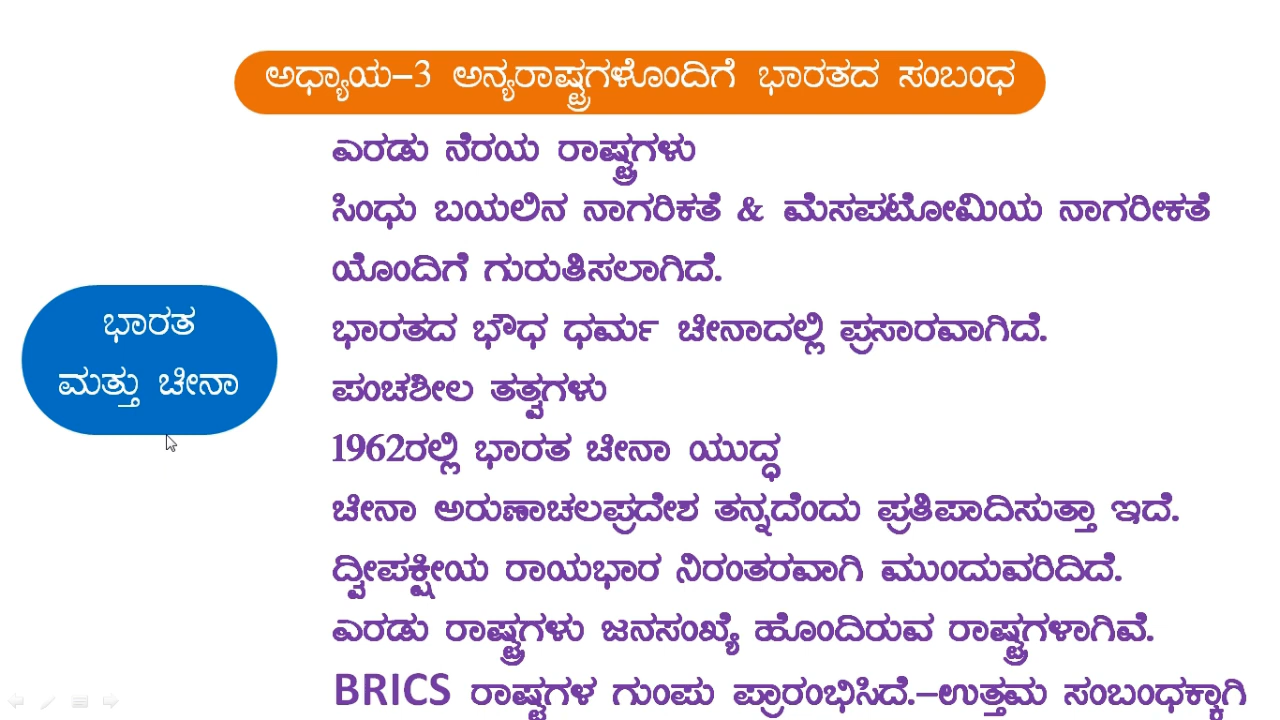 ಅಧ್ಯಾಯ-3 ಅನ್ಯರಾಷ್ಟ್ರಗಳೊಂದಿಗೆ ಭಾರತದ ಸಂಬಂಧ
ಭಾರತ
ಮತ್ತು ಚೀನಾ
ಎರಡು ನೆರಯ ರಾಷ್ಟ್ರಗಳು
ಸಿಂಧು ಬಯಲಿನ ನಾಗರಿಕತೆ & ಮೆಸಪಟೋಮಿಯ ನಾಗರೀಕತೆ
ಯೊಂದಿಗೆ ಗುರುತಿಸಲಾಗಿದೆ.
ಭಾರತದ ಭೌಧ ಧರ್ಮ ಚೀನಾದಲ್ಲಿ ಪ್ರಸಾರವಾಗಿದೆ.
ಪಂಚಶೀಲ ತತ್ವಗಳು
1962ರಲ್ಲಿ ಭಾರತ ಚೀನಾ ಯುದ್ಧ
ಚೀನಾ ಅರುಣಾಚಲಪ್ರದೇಶ ತನ್ನದೆಂದು ಪ್ರತಿಪಾದಿಸುತ್ತಾ ಇದೆ.
ದ್ವೀಪಕ್ಷೀಯ ರಾಯಭಾರ ನಿರಂತರವಾಗಿ ಮುಂದುವರಿದಿದೆ.
ಎರಡು ರಾಷ್ಟ್ರಗಳು ಜನಸಂಖ್ಯೆ ಹೊಂದಿರುವ ರಾಷ್ಟ್ರಗಳಾಗಿವೆ.
BRICS ರಾಷ್ಟ್ರಗಳ ಗುಂಪು ಪ್ರಾರಂಭಿಸಿದೆ.-ಉತ್ತಮ ಸಂಬಂಧಕ್ಕಾಗಿ